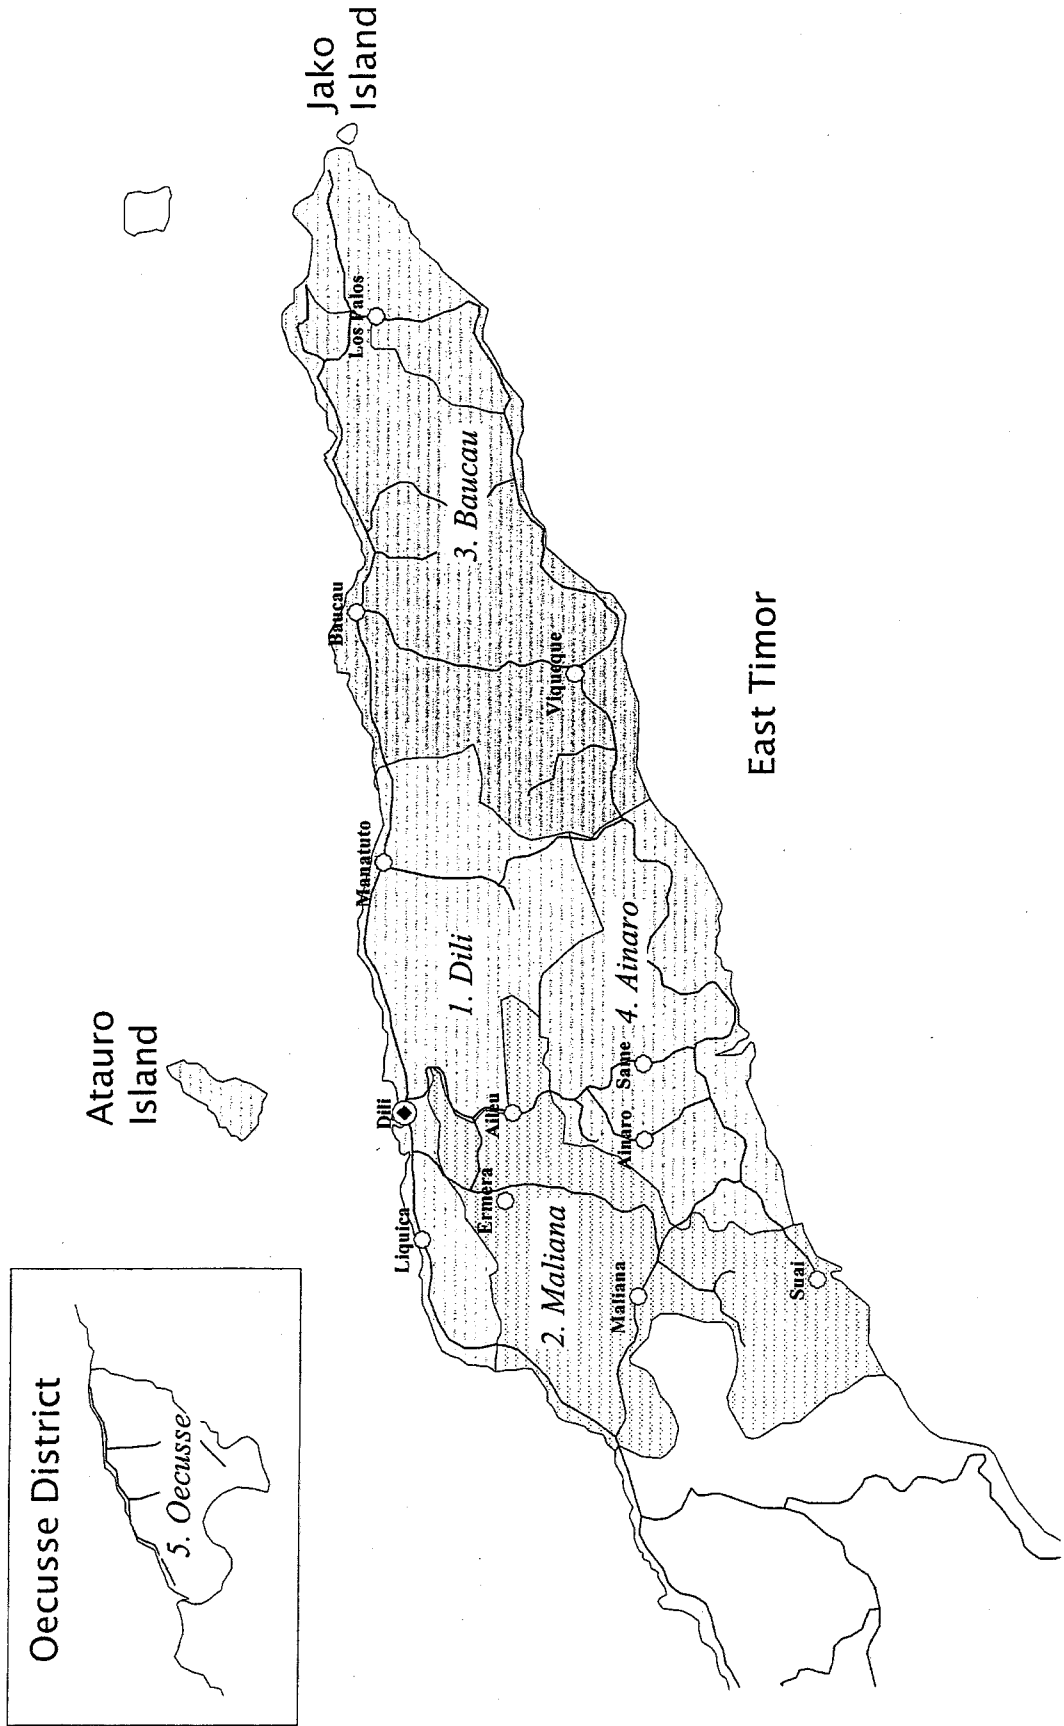 Oecusse District
5. Oecusse
Atauro
Island
Jako
Island
Dili
Liquica
Manatuto
Baucau
Los Palos
1. Dili
3. Baucau
Aileu
Ermera
Viqueque
2. Maliana
4. Ainaro
Ainaro
Same
Maliana
Suai
East Timor